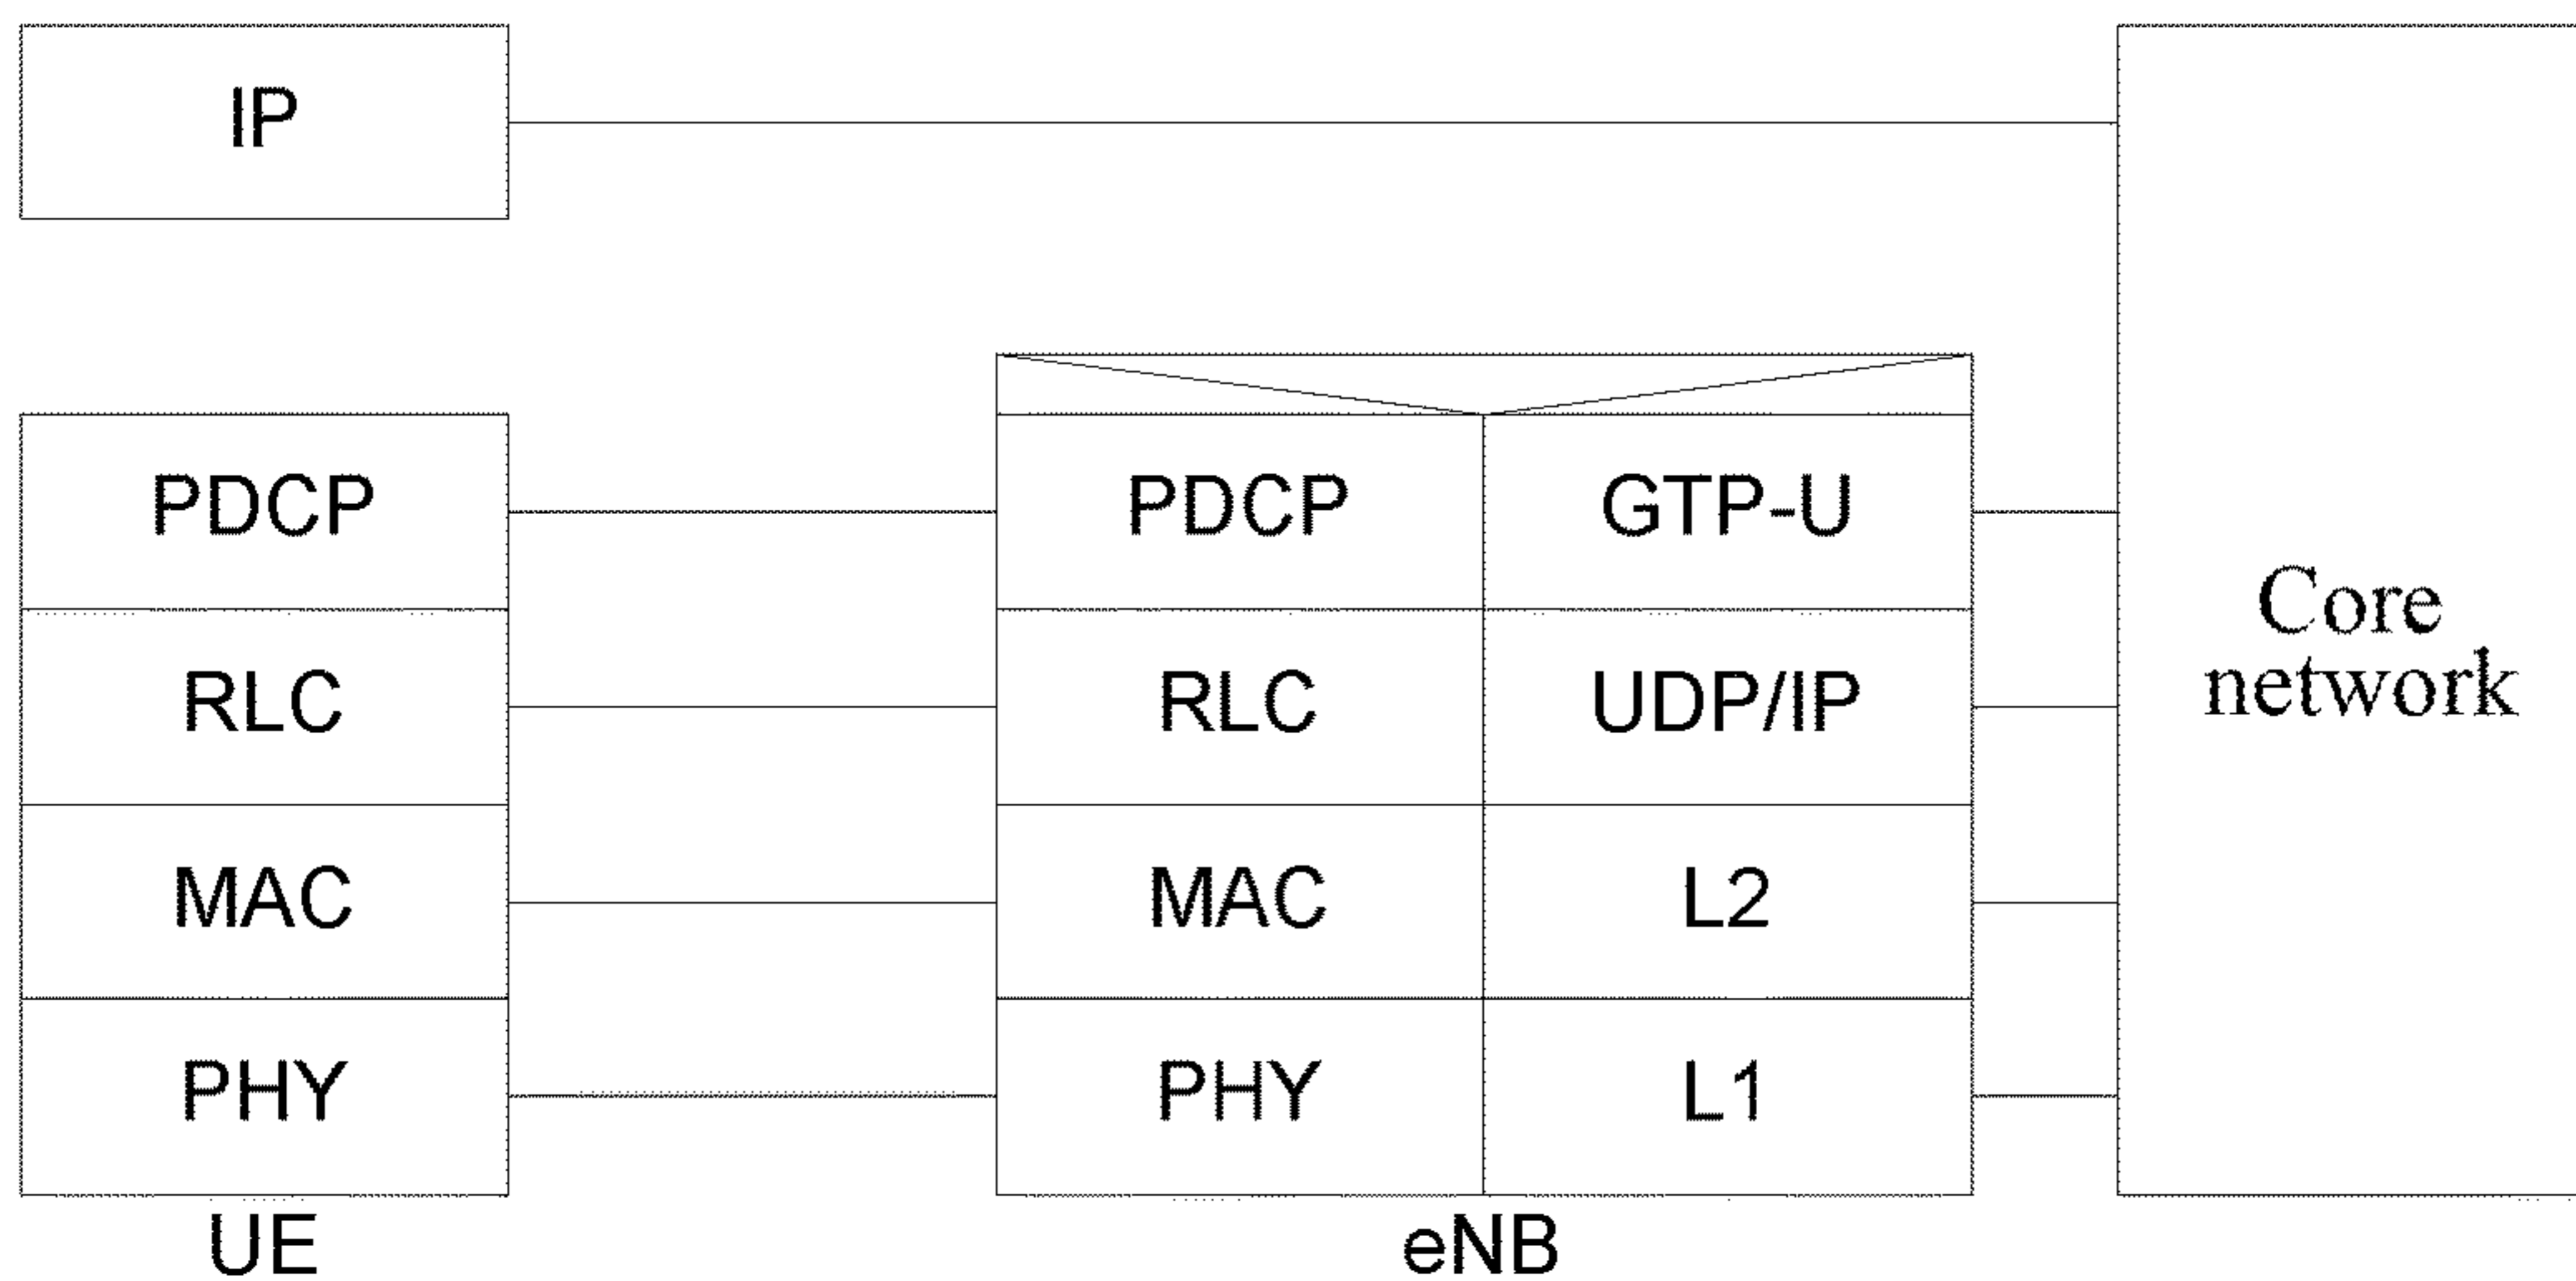 IP
PDCP
PDCP
GTP-U
RLC
RLC
UDP/IP
Core
network
MAC
MAC
L2
PHY
PHY
L1
UE
eNB